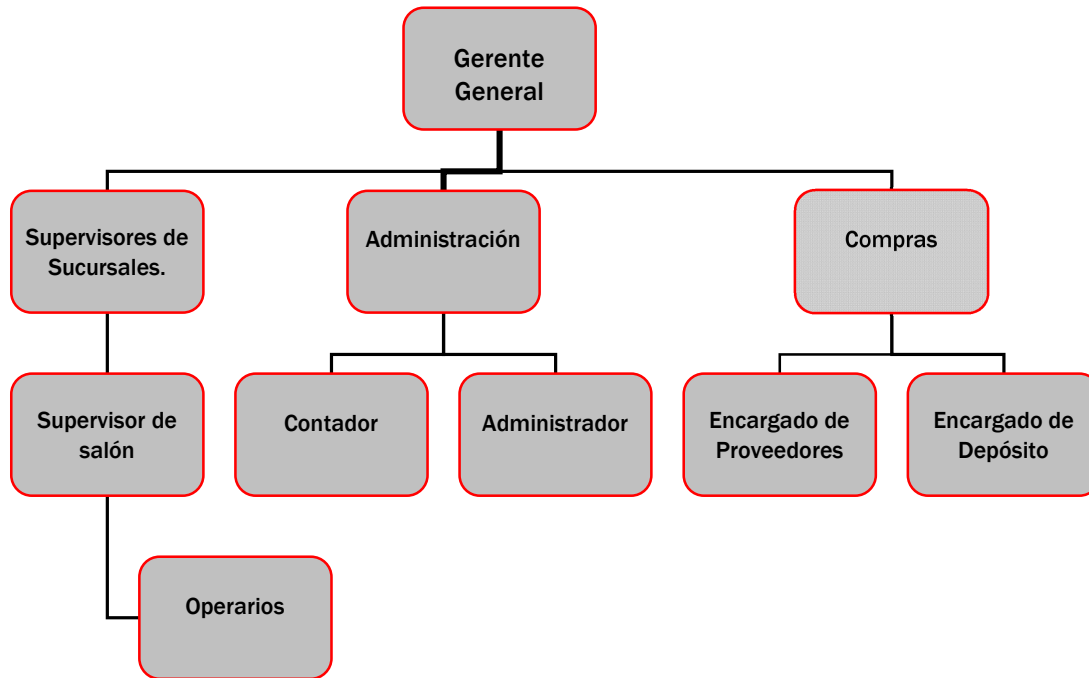 Gerente
General
Supervisores de
Sucursales.
Administración
Compras
Supervisor de
salón
Contador
Administrador
Encargado de
Proveedores
Encargado de
Depósito
Operarios